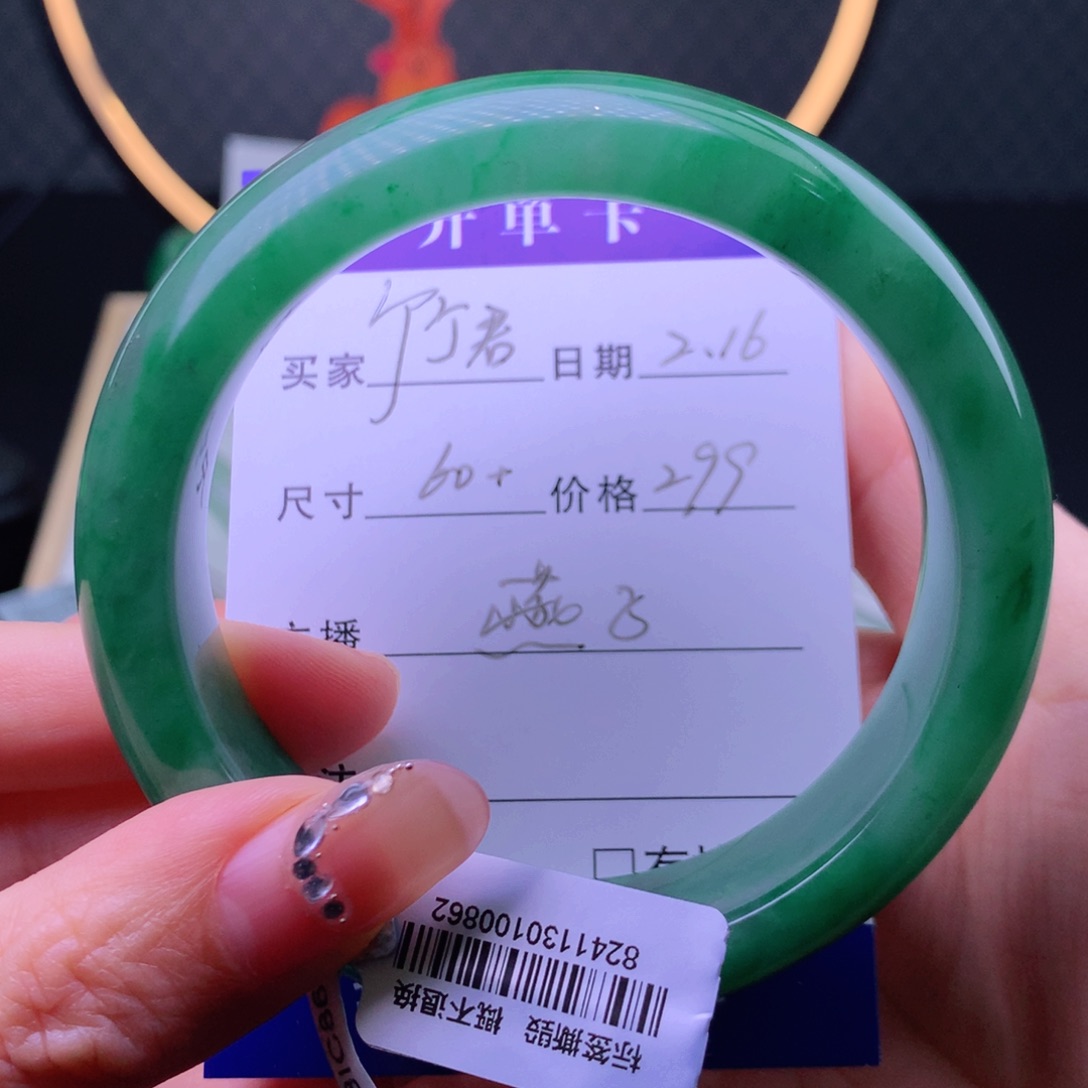 开单卡
买家 竹君 日期 2.16
尺寸 60+ 价格 299
播
标签撕毁 概不退换
8241130100862